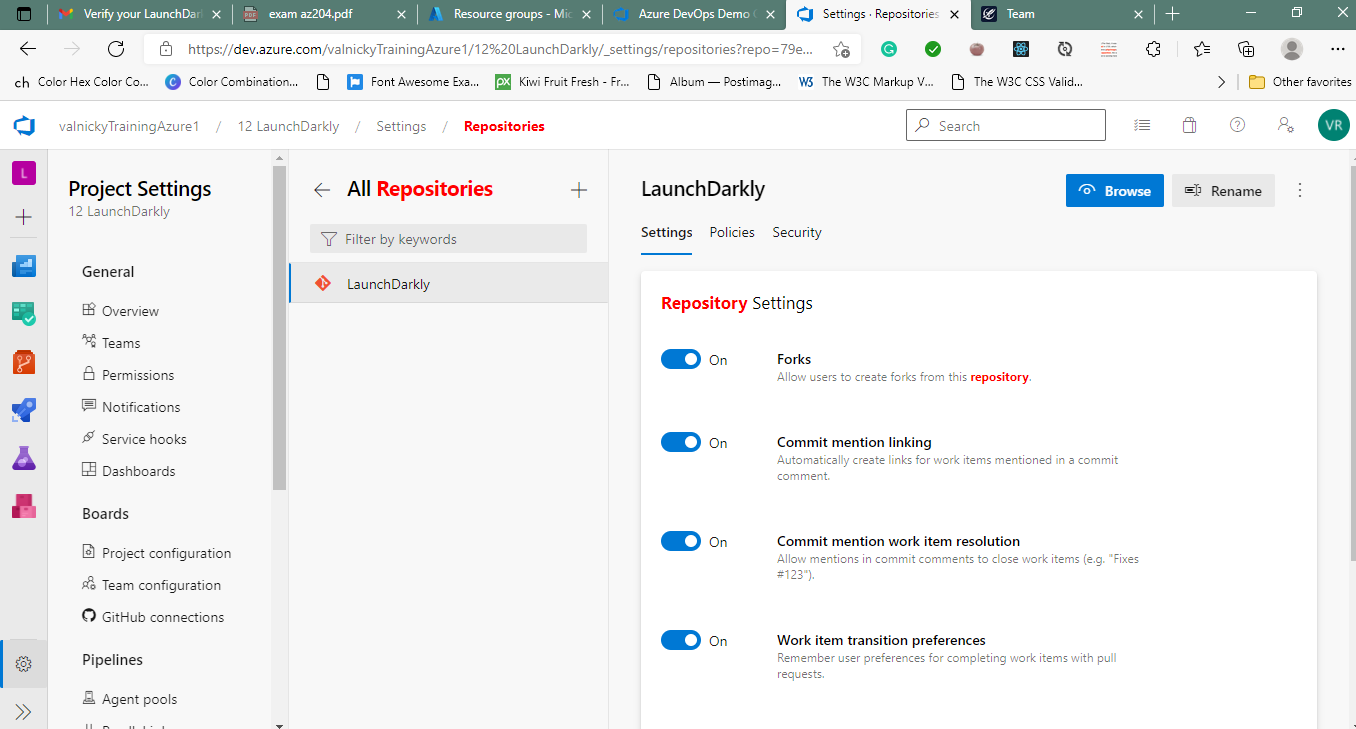 Verify your LaunchDar
exam az204.pdf
Resource groups - Mic
Azure DevOps Demo G
Settings · Repositories
Team
https://dev.azure.com/valnickyTrainingAzure1/12%20LaunchDarkly/_settings/repositories?repo=79e...
ch Color Hex Color Co...
Color Combination...
Font Awesome Exa...
px Kiwi Fruit Fresh - Fr...
Album — Postimag...
W3 The W3C Markup V...
The W3C CSS Valid...
Other favorites
valnickyTrainingAzure1 / 12 LaunchDarkly / Settings / Repositories
Search
VR
L
Project Settings
12 LaunchDarkly
General
Overview
Teams
Permissions
Notifications
Service hooks
Dashboards
Boards
Project configuration
Team configuration
GitHub connections
Pipelines
Agent pools
All Repositories
Filter by keywords
LaunchDarkly
LaunchDarkly
Browse
Rename
Settings
Policies
Security
Repository Settings
On
Forks
Allow users to create forks from this repository.
On
Commit mention linking
Automatically create links for work items mentioned in a commit
comment.
On
Commit mention work item resolution
Allow mentions in commit comments to close work items (e.g. "Fixes
#123").
On
Work item transition preferences
Remember user preferences for completing work items with pull
requests.